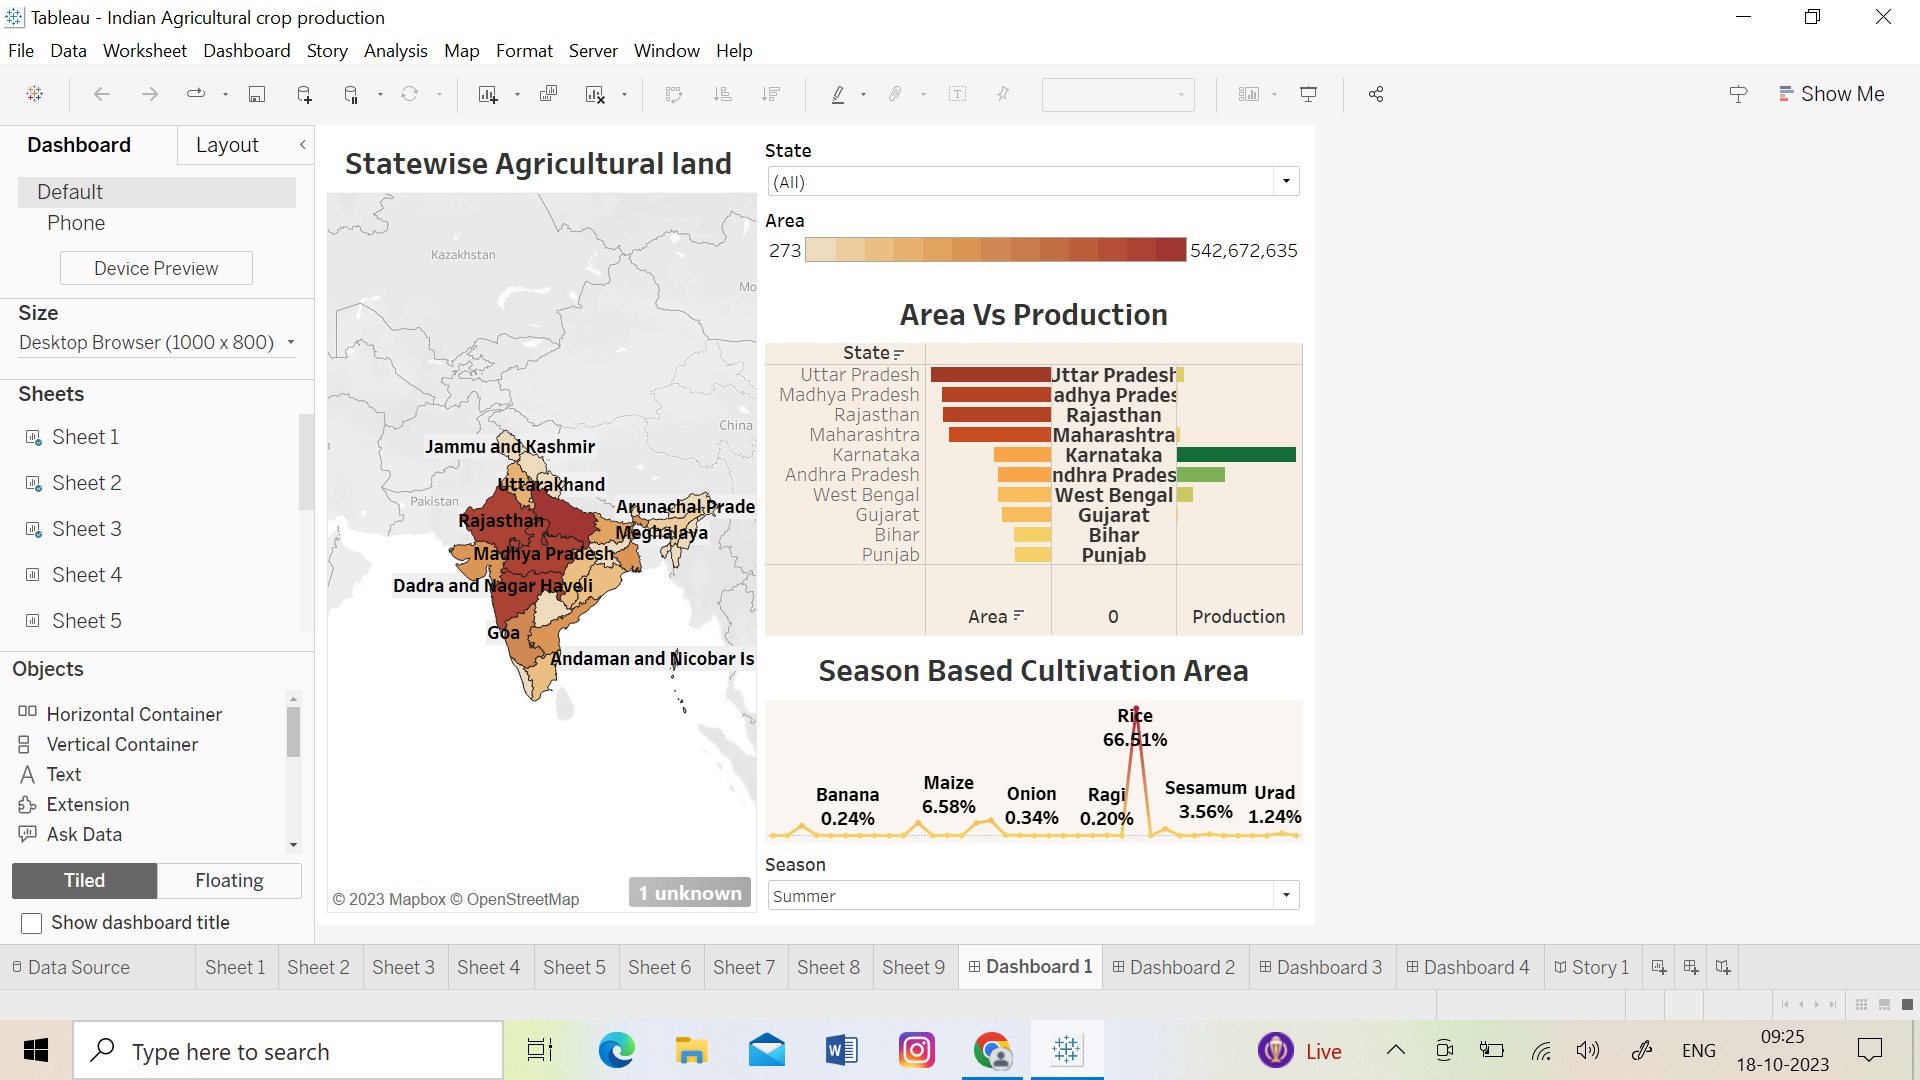 Tableau - Indian Agricultural crop production
File Data Worksheet Dashboard Story Analysis Map Format Server Window Help
Show Me
Dashboard
Layout
Default
Phone
Device Preview
Size
Desktop Browser (1000 x 800)
Sheets
Sheet 1
Sheet 2
Sheet 3
Sheet 4
Sheet 5
Objects
Horizontal Container
Vertical Container
Text
Extension
Ask Data
Tiled
Floating
Show dashboard title
Statewise Agricultural land
Kazakhstan
Mo
China
Pakistan
Jammu and Kashmir
Uttarakhand
Arunachal Prade
Rajasthan
Meghalaya
Madhya Pradesh
Dadra and Nagar Haveli
Goa
Andaman and Nicobar Is
© 2023 Mapbox © OpenStreetMap
1 unknown
State
(All)
Area
273
542,672,635
Area Vs Production
State
Uttar Pradesh Uttar Pradesh
Madhya Pradesh adhya Prades
Rajasthan Rajasthan
Maharashtra Maharashtra
Karnataka Karnataka
Andhra Pradesh ndhra Prades
West Bengal West Bengal
Gujarat Gujarat
Bihar Bihar
Punjab Punjab
Area 0 Production
Season Based Cultivation Area
Rice
66.51%
Banana
0.24%
Maize
6.58%
Onion
0.34%
Ragi
0.20%
Sesamum
3.56%
Urad
1.24%
Season
Summer
Data Source Sheet 1 Sheet 2 Sheet 3 Sheet 4 Sheet 5 Sheet 6 Sheet 7 Sheet 8 Sheet 9 Dashboard 1 Dashboard 2 Dashboard 3 Dashboard 4 Story 1
Type here to search
Live
ENG
09:25
18-10-2023